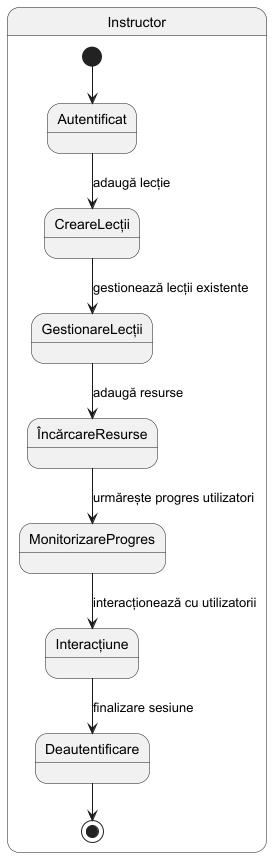 Instructor
Autentificat
adaugă lecție
CreareLecții
gestionează lecții existente
GestionareLecții
adaugă resurse
ÎncărcareResurse
urmărește progres utilizatori
MonitorizareProgres
interacționează cu utilizatorii
Interacțiune
finalizare sesiune
Deautentificare